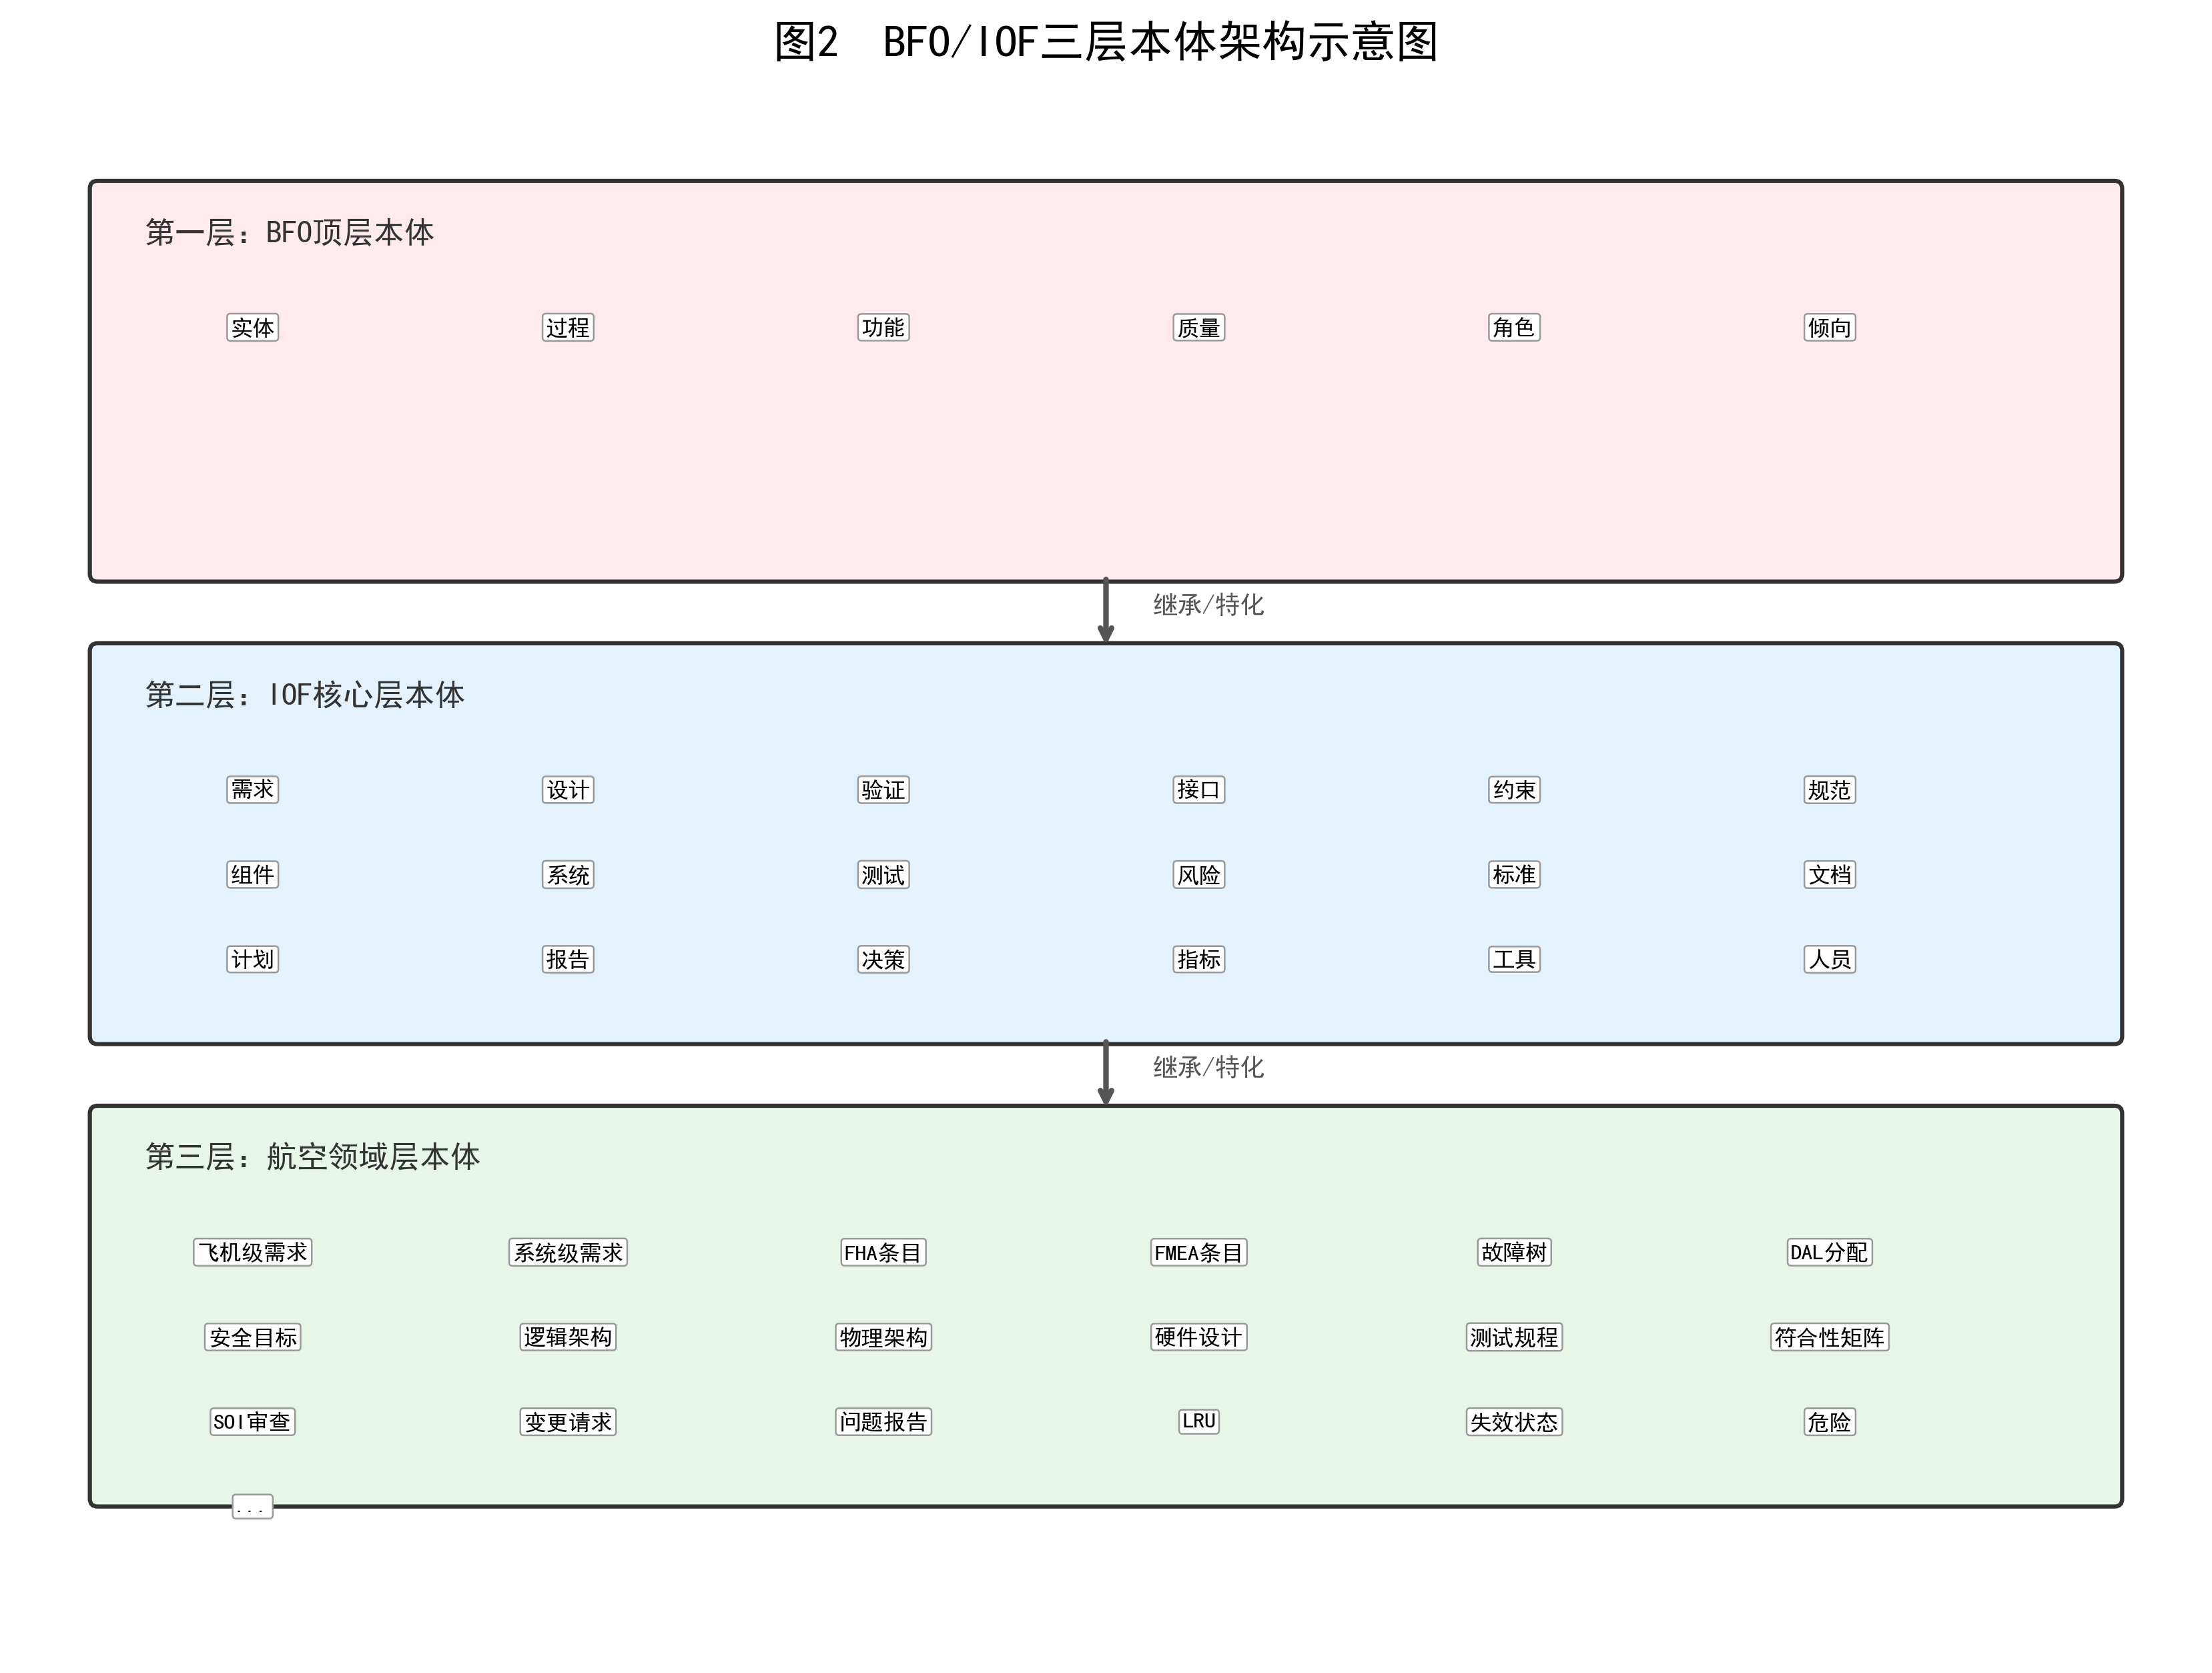 图2  BFO/IOF三层本体架构示意图
第一层：BFO顶层本体
实体 过程 功能 质量 角色 倾向
继承/特化
第二层：IOF核心层本体
需求 设计 验证 接口 约束 规范
组件 系统 测试 风险 标准 文档
计划 报告 决策 指标 工具 人员
继承/特化
第三层：航空领域层本体
飞机级需求 系统级需求 FHA条目 FMEA条目 故障树 DAL分配
安全目标 逻辑架构 物理架构 硬件设计 测试规程 符合性矩阵
SOI审查 变更请求 问题报告 LRU 失效状态 危险
...